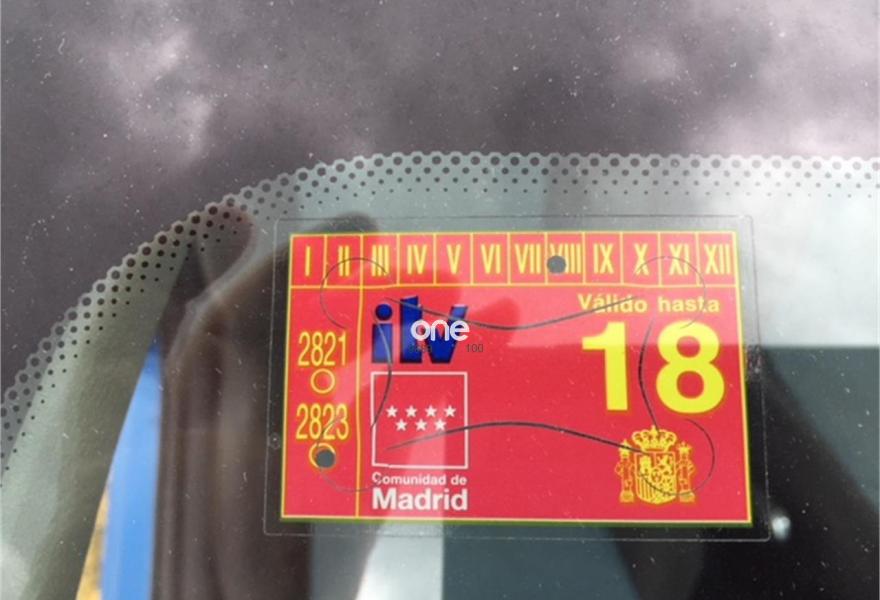 I II III IV V VI VII VIII IX X XI XII
Válido hasta
itv
one
100
18
2821
2823
Comunidad de
Madrid